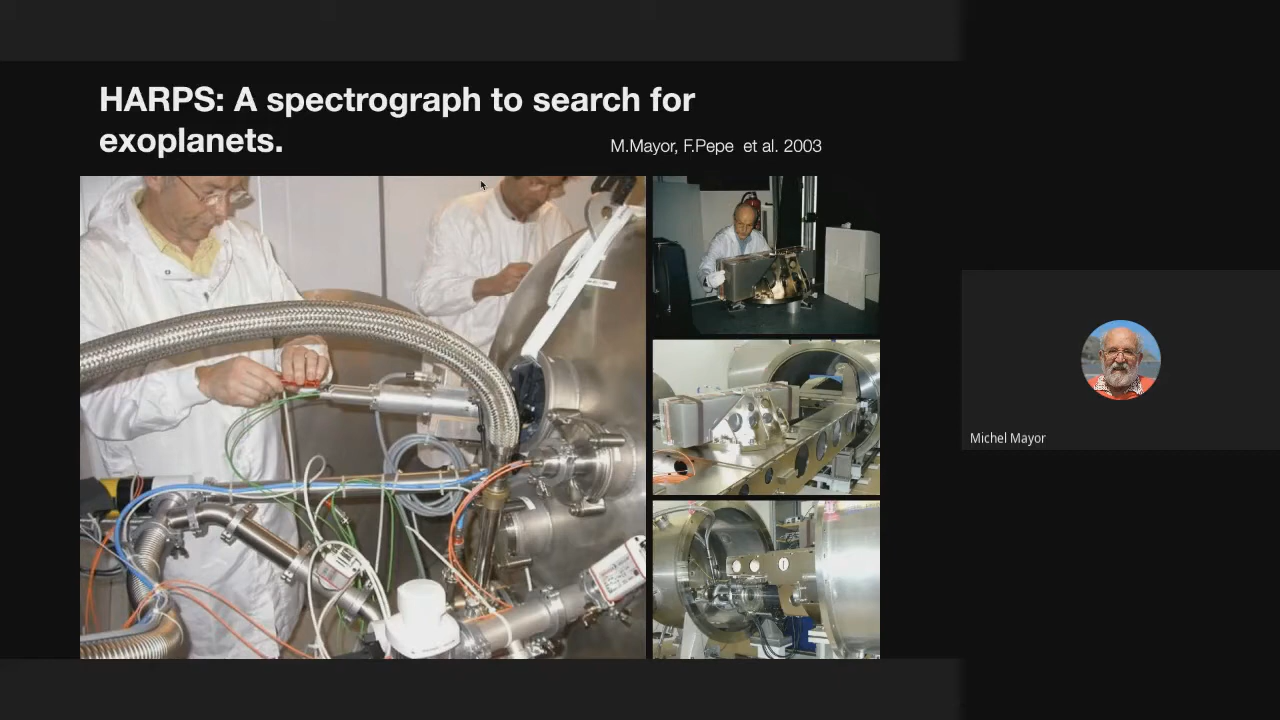 HARPS: A spectrograph to search for
exoplanets.
M.Mayor, F.Pepe et al. 2003
Michel Mayor